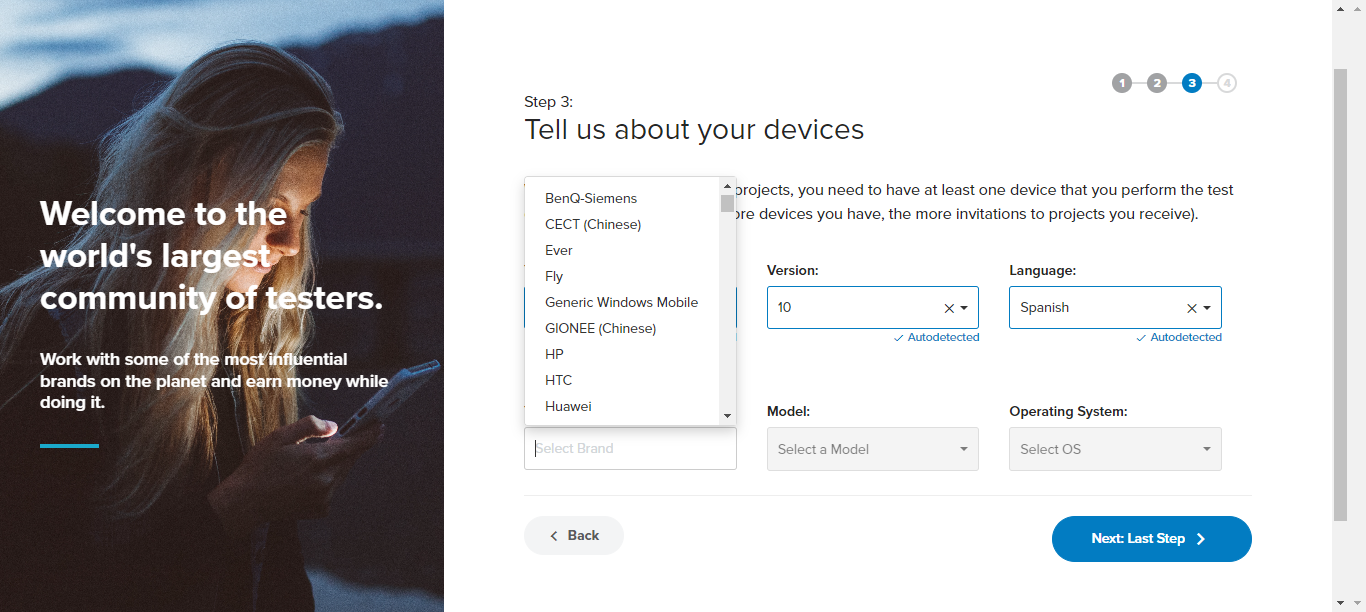 Welcome to the
world's largest
community of testers.
Work with some of the most influential
brands on the planet and earn money while
doing it.
1 2 3 4
Step 3:
Tell us about your devices
projects, you need to have at least one device that you perform the test
ore devices you have, the more invitations to projects you receive).
BenQ-Siemens
CECT (Chinese)
Ever
Fly
Generic Windows Mobile
GIONEE (Chinese)
HP
HTC
Huawei
Version:
10
Autodetected
Language:
Spanish
Autodetected
Select Brand
Model:
Select a Model
Operating System:
Select OS
Back
Next: Last Step